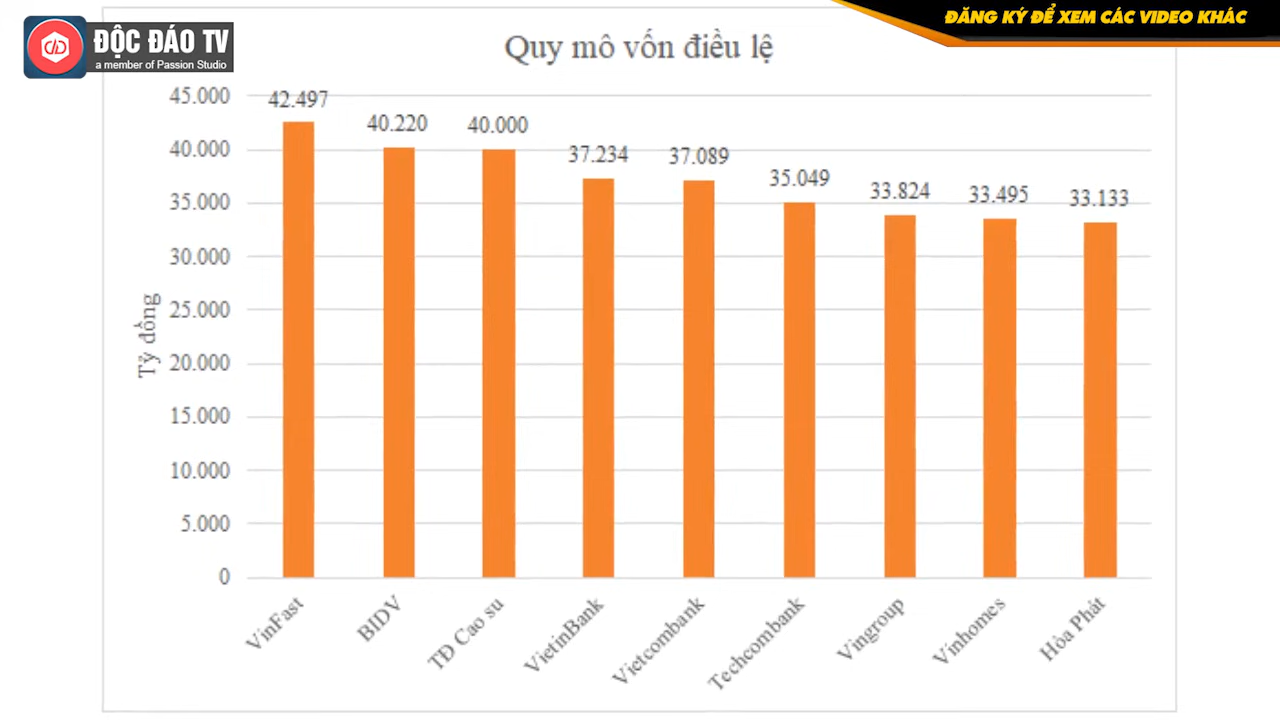 ĐỘC ĐÁO TV
a member of Passion Studio
ĐĂNG KÝ ĐỂ XEM CÁC VIDEO KHÁC
Quy mô vốn điều lệ
Tỷ đồng
45.000
40.000
35.000
30.000
25.000
20.000
15.000
10.000
5.000
0
42.497
40.220
40.000
37.234
37.089
35.049
33.824
33.495
33.133
VinFast
BIDV
TĐ Cao su
VietinBank
Vietcombank
Techcombank
Vingroup
Vinhomes
Hòa Phát